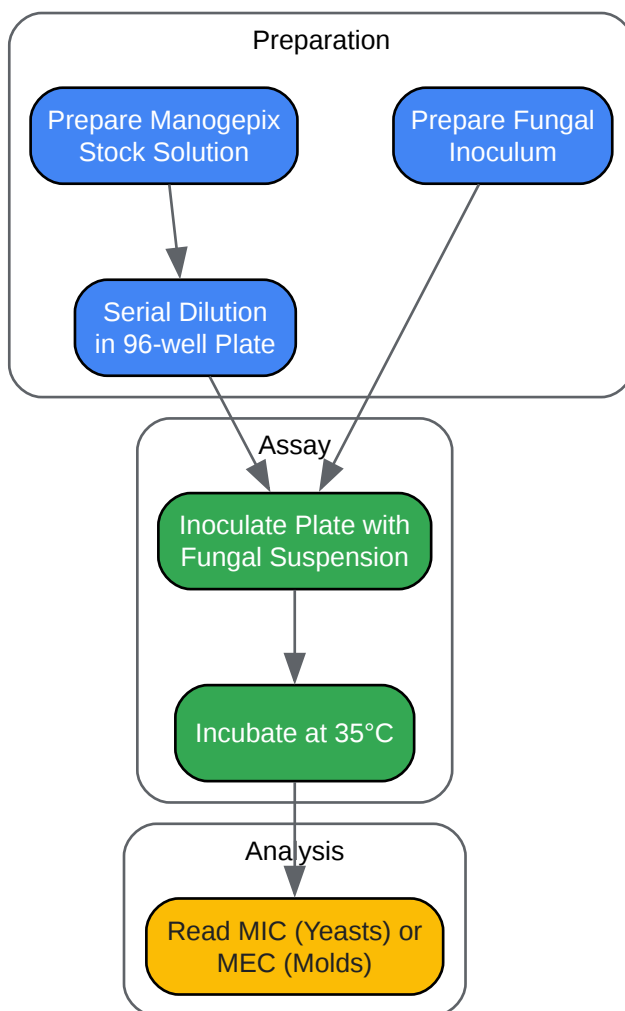 Preparation
Prepare Manogepix
Stock Solution
Prepare Fungal
Inoculum
Serial Dilution
in 96-well Plate
Assay
Inoculate Plate with
Fungal Suspension
Incubate at 35°C
Analysis
Read MIC (Yeasts) or
MEC (Molds)